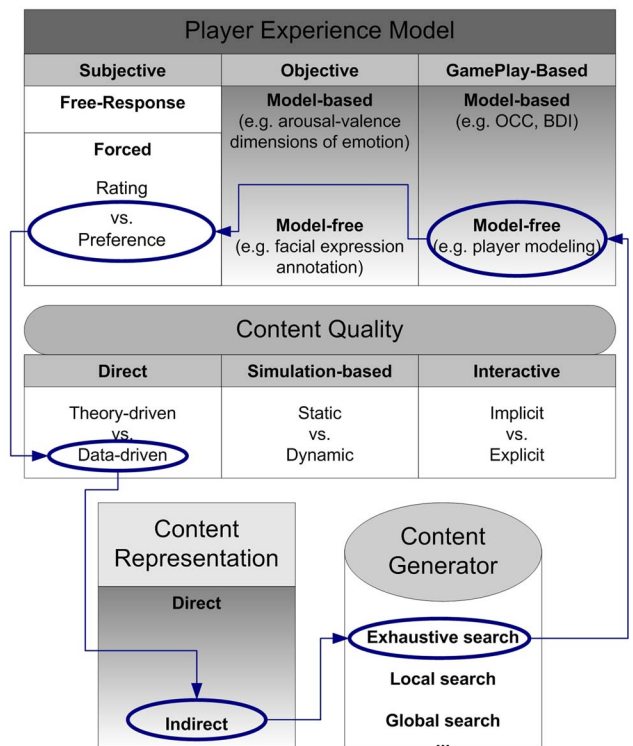 Player Experience Model
Subjective
Objective
GamePlay-Based
Free-Response
Forced
Rating
vs.
Preference
Model-based
(e.g. arousal-valence
dimensions of emotion)
Model-free
(e.g. facial expression
annotation)
Model-based
(e.g. OCC, BDI)
Model-free
(e.g. player modeling)
Content Quality
Direct
Simulation-based
Interactive
Theory-driven
vs.
Data-driven
Static
vs.
Dynamic
Implicit
vs.
Explicit
Content
Representation
Direct
Indirect
Content
Generator
Exhaustive search
Local search
Global search
...